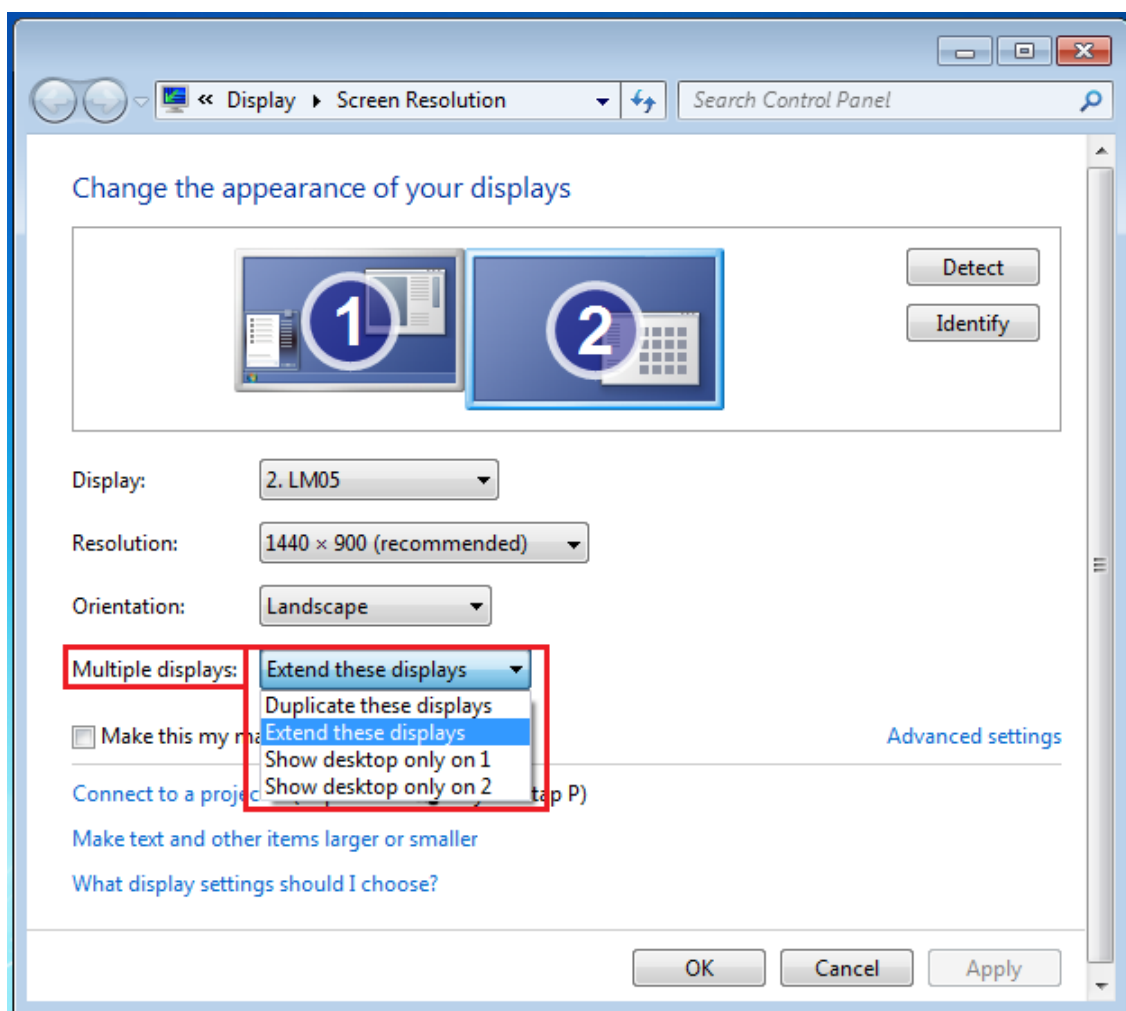 « Display ▸ Screen Resolution
Search Control Panel
Change the appearance of your displays
1
2
Detect
Identify
Display: 2. LM05
Resolution: 1440 × 900 (recommended)
Orientation: Landscape
Multiple displays: Extend these displays
Duplicate these displays
Extend these displays
Show desktop only on 1
Show desktop only on 2
Make this my
Advanced settings
Connect to a tap P)
Make text and other items larger or smaller
What display settings should I choose?
OK Cancel Apply